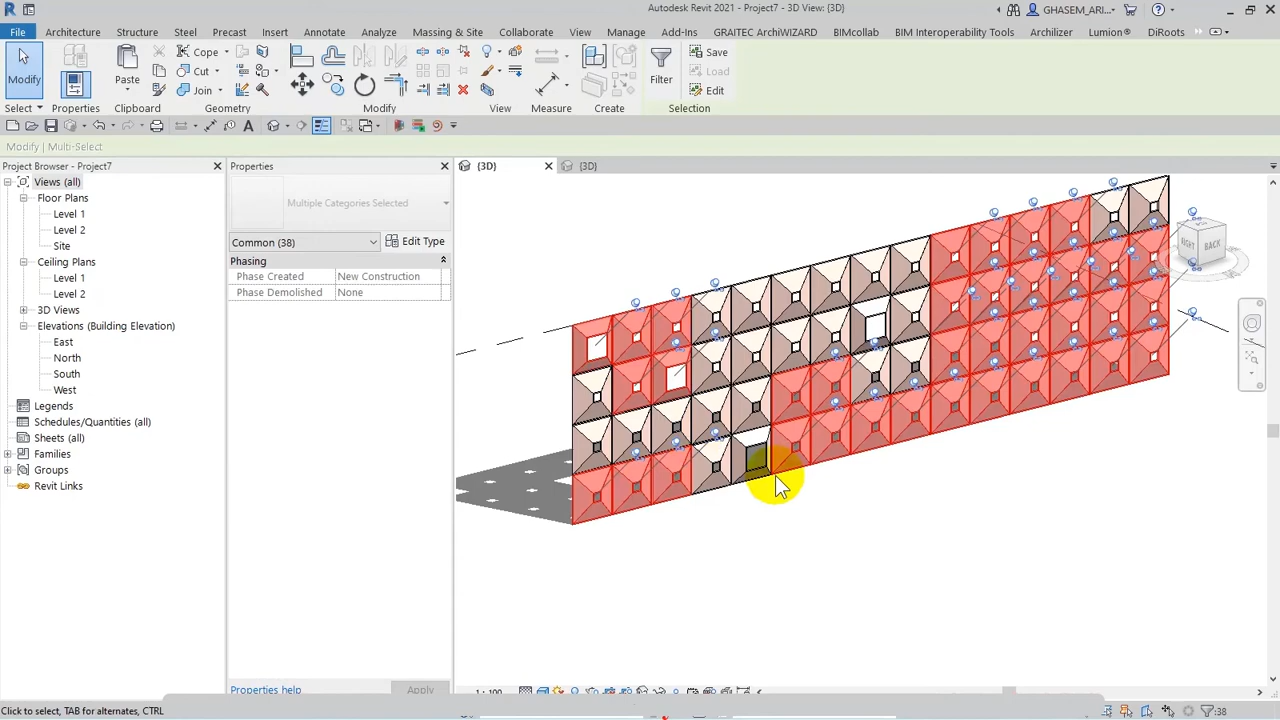 Autodesk Revit 2021 - Project7 - 3D View: {3D}
GHASEM_ARI...
File Architecture Structure Steel Precast Insert Annotate Analyze Massing & Site Collaborate View Manage Add-Ins GRAITEC ArchiWIZARD BIMcollab BIM Interoperability Tools Archilizer Lumion® DiRoots
Modify
Paste
Cope
Cut
Join
Filter
Save
Load
Edit
Select Properties Clipboard Geometry Modify View Measure Create Selection
Modify | Multi-Select
Project Browser - Project7
Views (all)
Floor Plans
Level 1
Level 2
Site
Ceiling Plans
Level 1
Level 2
3D Views
Elevations (Building Elevation)
East
North
South
West
Legends
Schedules/Quantities (all)
Sheets (all)
Families
Groups
Revit Links
Properties
Multiple Categories Selected
Common (38)
Edit Type
Phasing
Phase Created New Construction
Phase Demolished None
Properties help
Apply
{3D}
{3D}
RIGHT BACK
1 : 100
Click to select, TAB for alternates, CTRL
:38